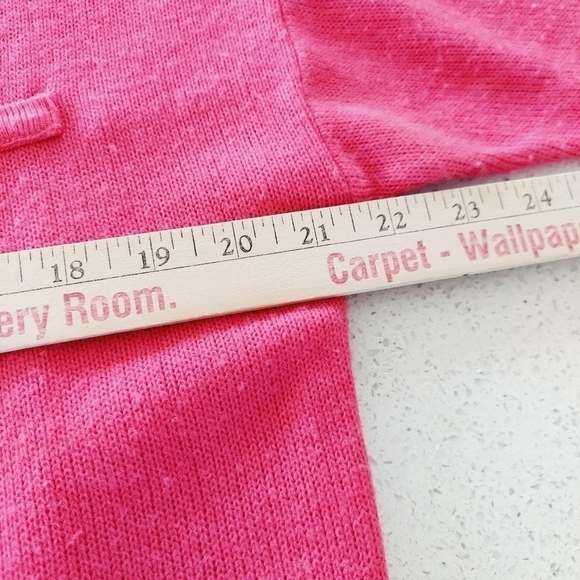 18 19 20 21 22 23 24
ery Room. Carpet - Wallpap